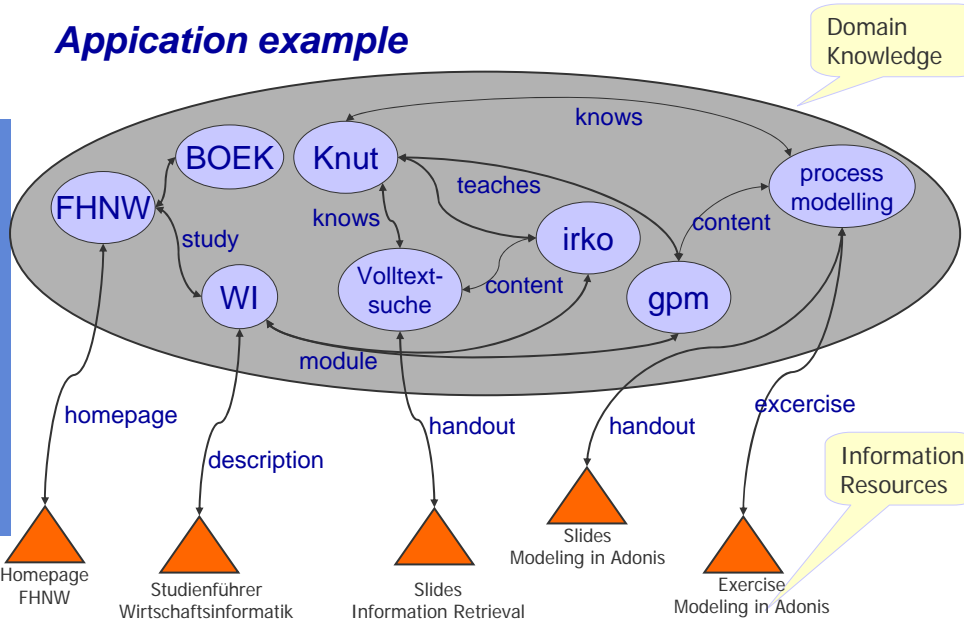 Appication example
Domain
Knowledge
knows
BOEK
Knut
process
modelling
teaches
FHNW
knows
content
study
irko
Volltext-
suche
content
WI
gpm
module
homepage
handout
handout
excercise
description
Information
Resources
Slides
Modeling in Adonis
Homepage
FHNW
Studienführer
Wirtschaftsinformatik
Slides
Information Retrieval
Exercise
Modeling in Adonis